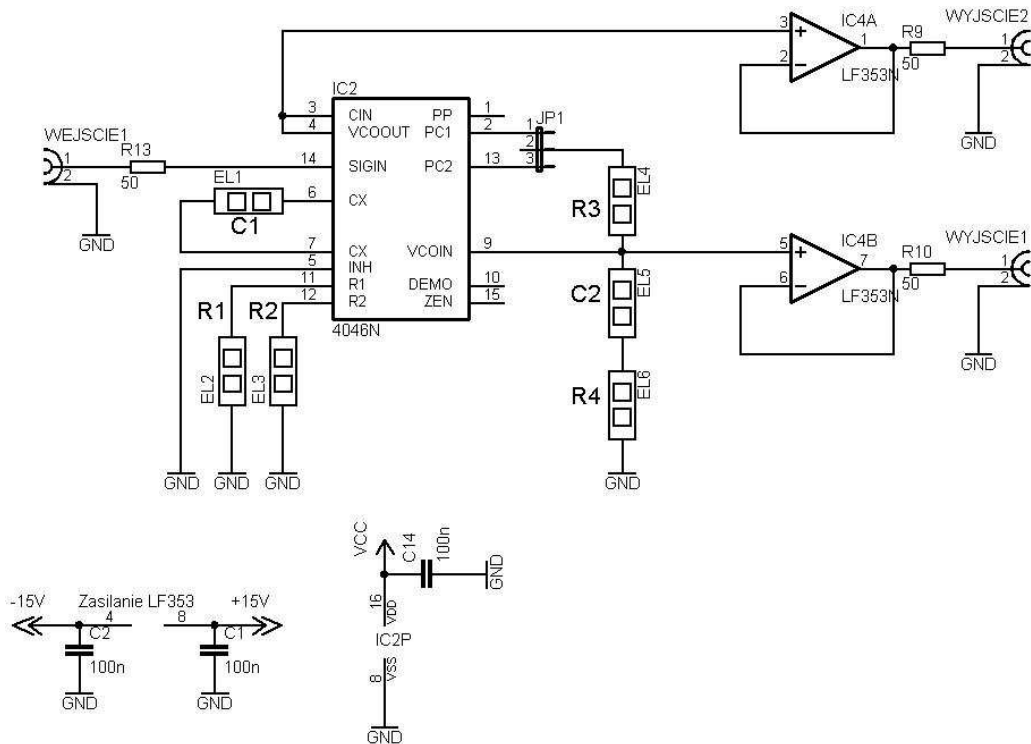 IC4A
WYJSCIE2
3
1
2
LF353N
R9
50
1
2
GND
IC2
3 CIN PP 1
4 VCOOUT PC1 2
14 SIGIN PC2 13
6 CX
7 CX VCOIN 9
5 INH
11 R1 DEMO 10
12 R2 ZEN 15
4046N
JP1
1
2
3
WEJSCIE1
1
2
R13
50
GND
EL1
C1
R3
EL4
C2
EL5
R4
EL6
GND
IC4B
WYJSCIE1
5
7
6
LF353N
R10
50
1
2
GND
R1
R2
EL2
EL3
GND
GND
GND
VCC
C14
100n
GND
16
VDD
IC2P
8
VSS
GND
-15V Zasilanie LF353 +15V
4
8
C2
100n
GND
C1
100n
GND